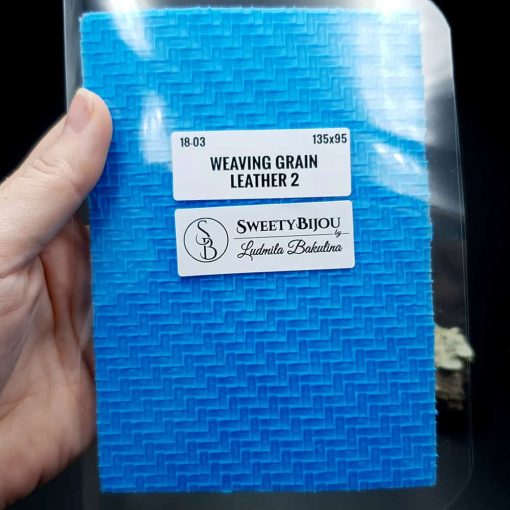 18-03 135x95
WEAVING GRAIN
LEATHER 2
SB
SWEETYBIJOU
by
Ludmila Bakulina